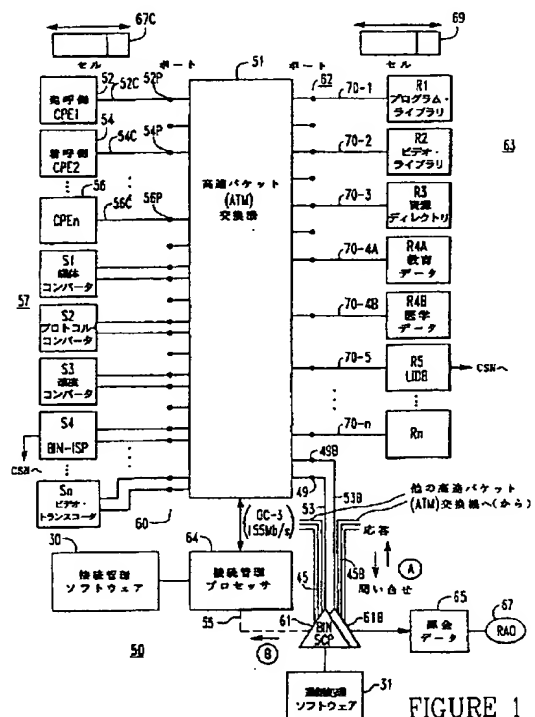 67C
69
セル
ポート
51
ポート
セル
52
52C
52P
発呼側
CPE1
54
54C
54P
着呼側
CPE2
56
56C
56P
CPEn
57
S1
媒体
コンバータ
S2
プロトコル・
コンバータ
S3
速度
コンバータ
S4
BIN-ISP
CSNへ
Sn
ビデオ・
トランスコーダ
60
高速パケット
(ATM)
交換機
62
63
70-1
R1
プログラム・
ライブラリ
70-2
R2
ビデオ・
ライブラリ
70-3
R3
資源
ディレクトリ
70-4A
R4A
教育
データ
70-4B
R4B
医学
データ
70-5
R5
LIDB
CSNへ
70-n
Rn
49B
49
53B
53
他の高速パケット
(ATM)交換機へ(から)
OC-3
(155Mb/s)
45
45B
応答
問い合せ
A
30
接続管理
ソフトウェア
64
接続管理
プロセッサ
55
B
61
BIN
SCP
61B
65
課金
データ
67
RAO
50
31
ソフトウェア
FIGURE 1